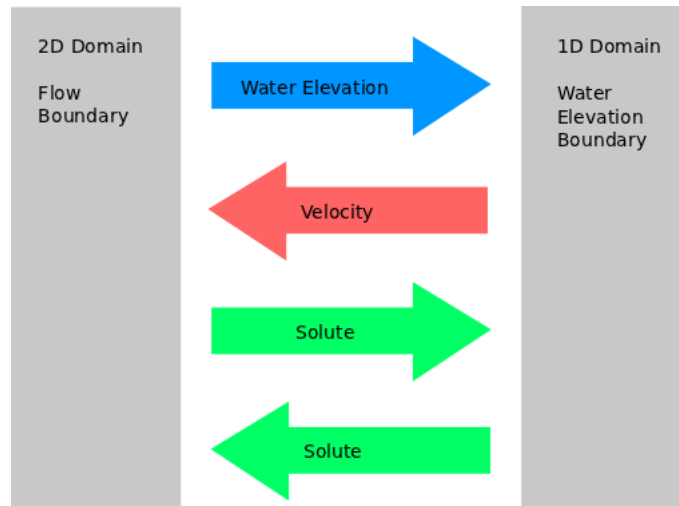 2D Domain
Flow
Boundary
Water Elevation
Velocity
Solute
Solute
1D Domain
Water
Elevation
Boundary